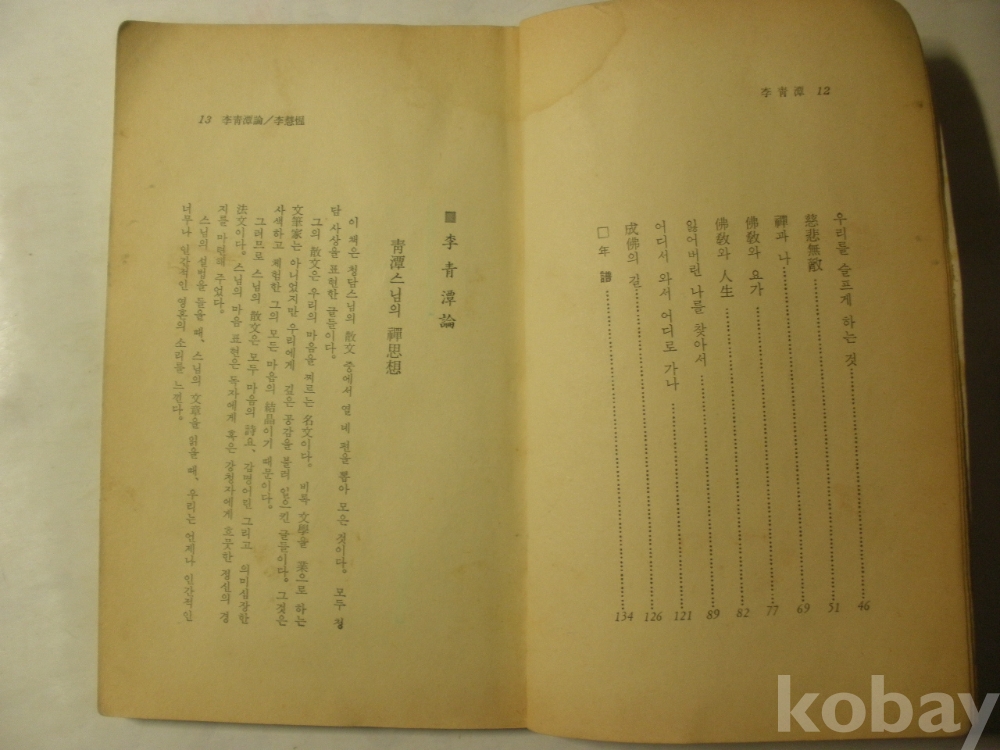 李青潭 12
우리를 슬프게 하는 것 46
慈悲無敵 51
禪과 나 69
佛敎와 요가 77
佛敎와 人生 82
잃어버린 나를 찾아서 89
어디서 와서 어디로 가나 121
成佛의 길 126
□年譜 134
13 李青潭論/李慧惺
■ 李青潭論
青潭스님의 禪思想
이 책은 청담스님의 散文 중에서 열 네 편을 뽑아 모은 것이다. 모두 청
담 사상을 표현한 글들이다.
그의 散文은 우리의 마음을 찌르는 名文이다. 비록 文學을 業으로 하는
文筆家는 아니었지만 우리에게 깊은 공감을 불러 일으킨 글들이다. 그것은
사색하고 체험한 그의 모든 마음의 結晶이기 때문이다.
그러므로 스님의 散文은 모두 마음의 詩요, 감명어린 그리고 의미심장한
法文이다. 스님의 마음 표현은 독자에게 혹은 강청자에게 흐뭇한 정신의 경
지를 마련해 주었다.
스님의 설법을 들을 때, 스님의 文章을 읽을 때, 우리는 언제나 인간적인
너무나 인간적인 영혼의 소리를 느낀다.
kobay